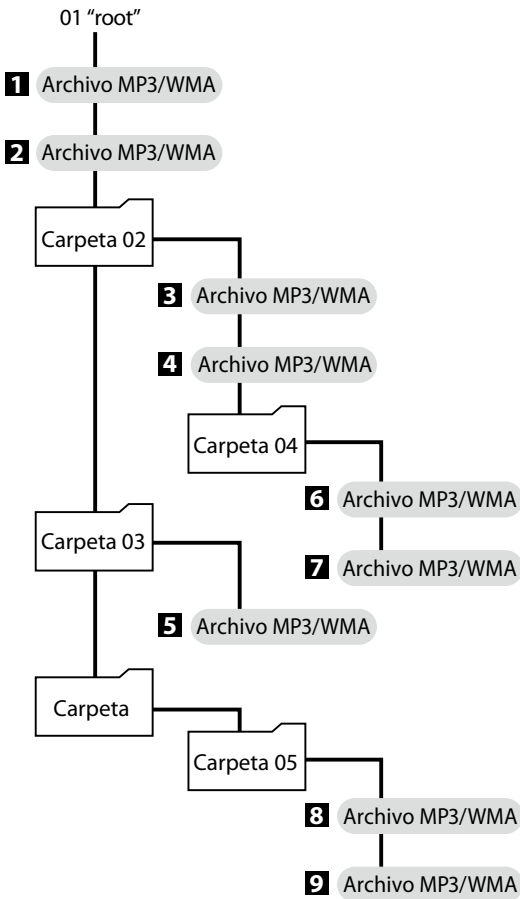 01 “root”
1 Archivo MP3/WMA
2 Archivo MP3/WMA
Carpeta 02
3 Archivo MP3/WMA
4 Archivo MP3/WMA
Carpeta 04
6 Archivo MP3/WMA
Carpeta 03
7 Archivo MP3/WMA
5 Archivo MP3/WMA
Carpeta
Carpeta 05
8 Archivo MP3/WMA
9 Archivo MP3/WMA